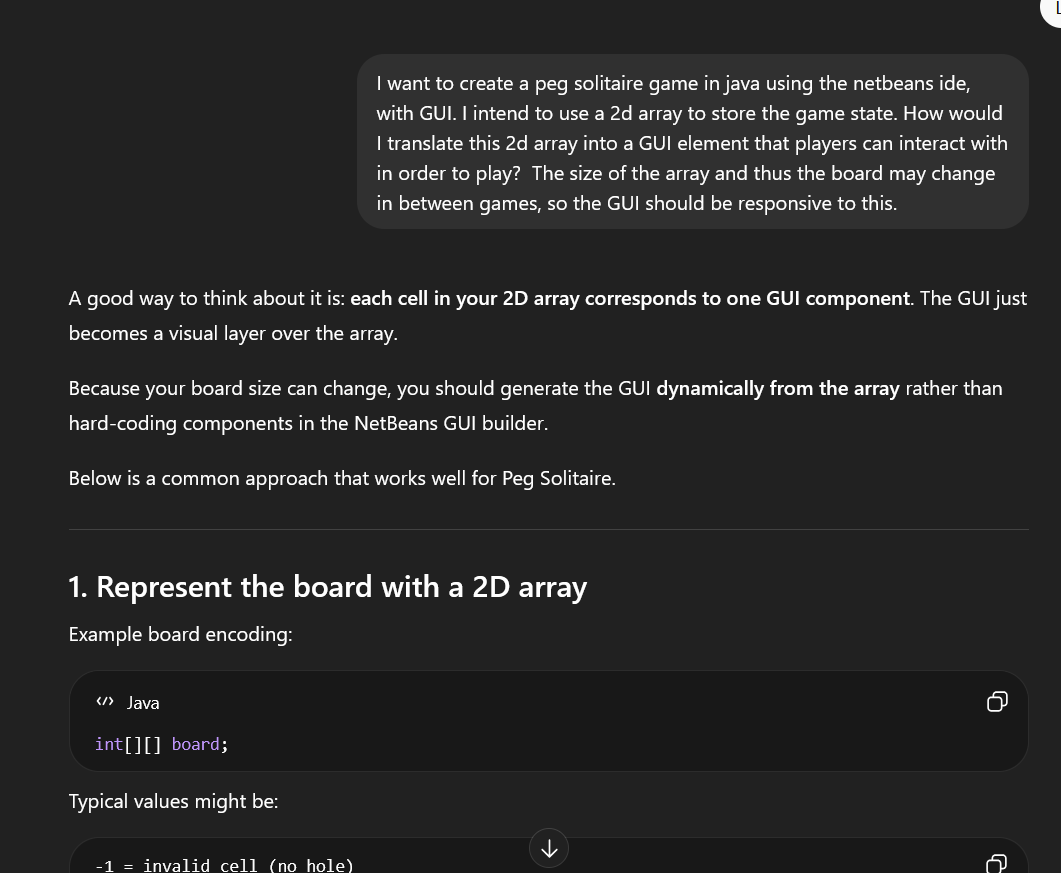 I want to create a peg solitaire game in java using the netbeans ide,
with GUI. I intend to use a 2d array to store the game state. How would
I translate this 2d array into a GUI element that players can interact with
in order to play?  The size of the array and thus the board may change
in between games, so the GUI should be responsive to this.
A good way to think about it is: each cell in your 2D array corresponds to one GUI component. The GUI just
becomes a visual layer over the array.
Because your board size can change, you should generate the GUI dynamically from the array rather than
hard-coding components in the NetBeans GUI builder.
Below is a common approach that works well for Peg Solitaire.
1. Represent the board with a 2D array
Example board encoding:
Java
int[][] board;
Typical values might be:
-1 = invalid cell (no hole)